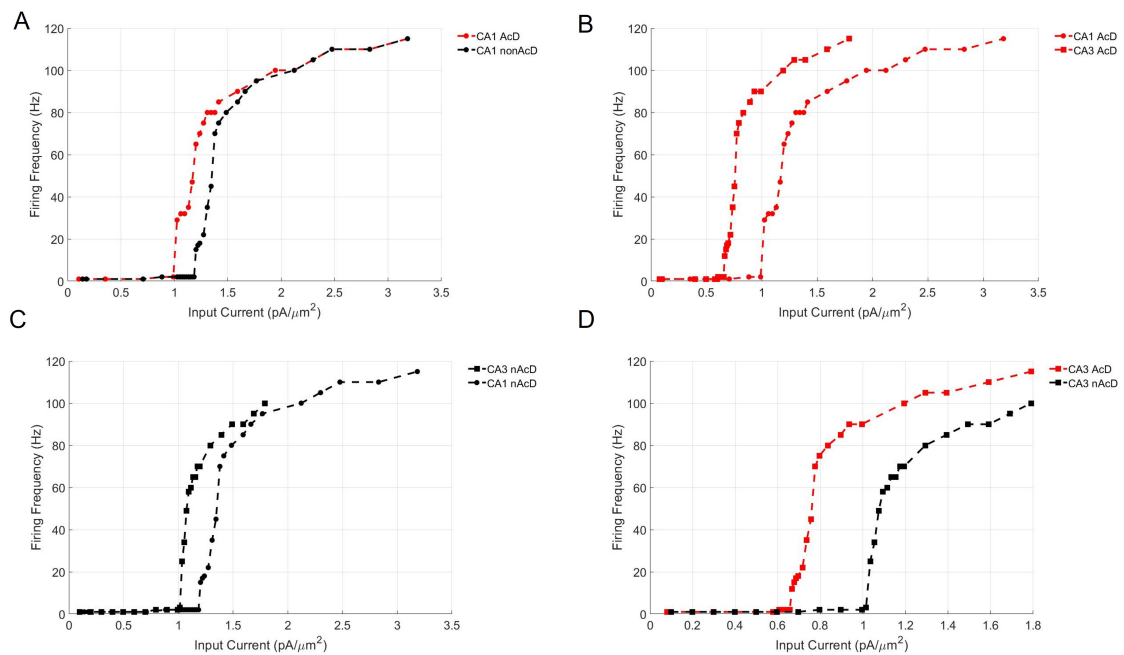 A
120
100
80
60
40
20
0
0 0.5 1 1.5 2 2.5 3 3.5
Firing Frequency (Hz)
Input Current (pA/μm²)
CA1 AcD
CA1 nonAcD
B
120
100
80
60
40
20
0
0 0.5 1 1.5 2 2.5 3 3.5
Firing Frequency (Hz)
Input Current (pA/μm²)
CA1 AcD
CA3 AcD
C
120
100
80
60
40
20
0
0 0.5 1 1.5 2 2.5 3 3.5
Firing Frequency (Hz)
Input Current (pA/μm²)
CA3 nAcD
CA1 nAcD
D
120
100
80
60
40
20
0
0 0.2 0.4 0.6 0.8 1 1.2 1.4 1.6 1.8
Firing Frequency (Hz)
Input Current (pA/μm²)
CA3 AcD
CA3 nAcD